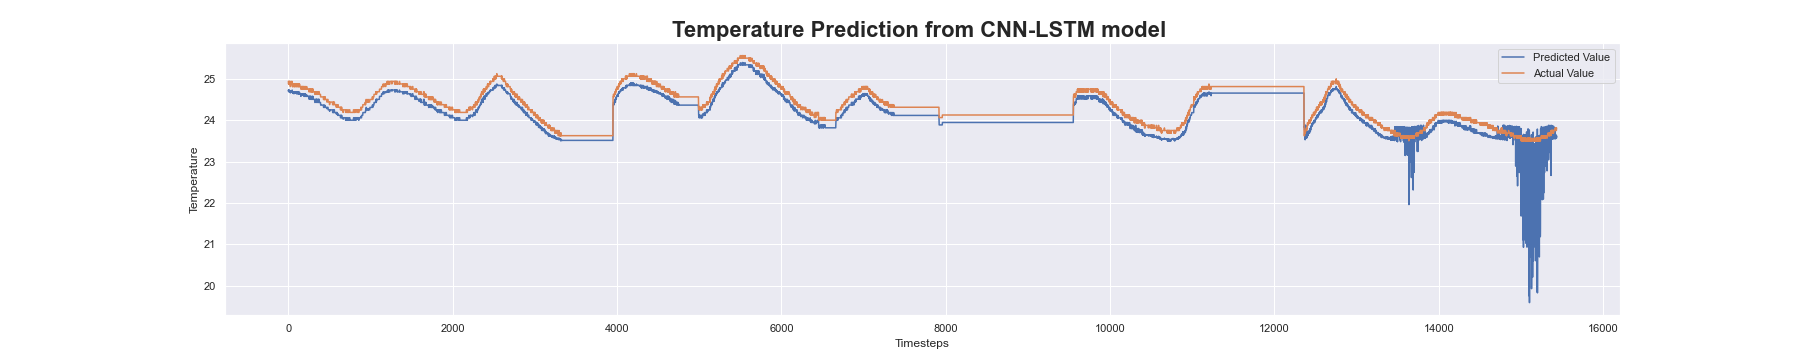 Temperature Prediction from CNN-LSTM model
Predicted Value
Actual Value
25
24
23
22
21
20
Temperature
0 2000 4000 6000 8000 10000 12000 14000 16000
Timesteps